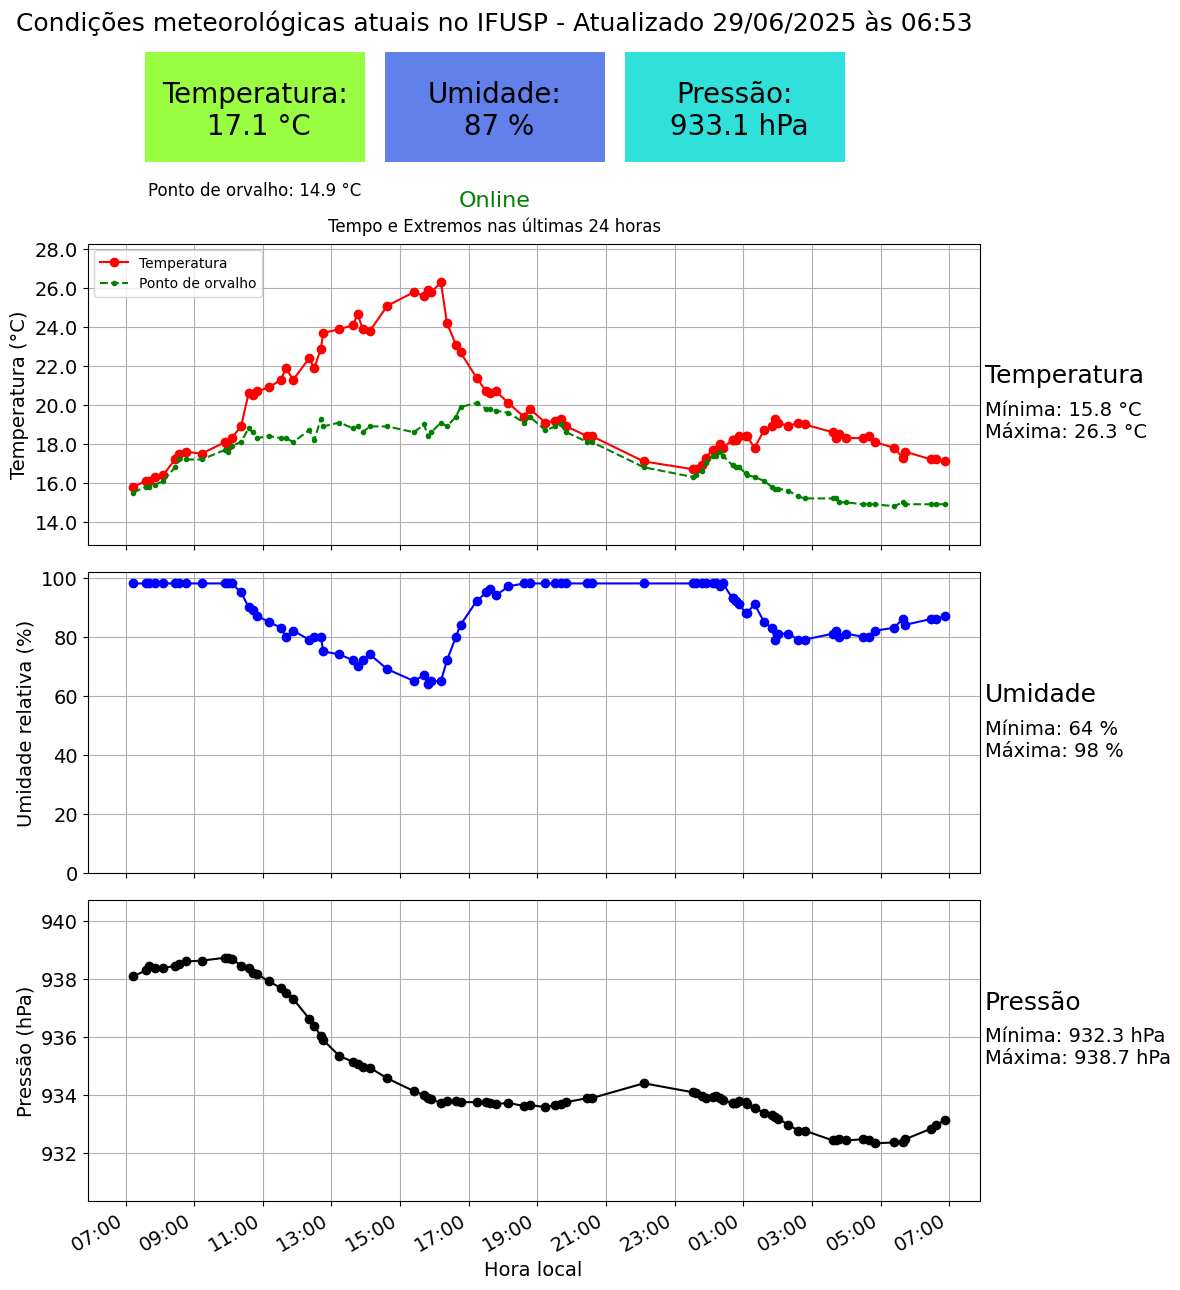 Condições meteorológicas atuais no IFUSP - Atualizado 29/06/2025 às 06:53
Temperatura:
17.1 °C
Umidade:
87 %
Pressão:
933.1 hPa
Ponto de orvalho: 14.9 °C
Online
Tempo e Extremos nas últimas 24 horas
Temperatura (°C)
28.0
26.0
24.0
22.0
20.0
18.0
16.0
14.0
Temperatura
Ponto de orvalho
Temperatura
Mínima: 15.8 °C
Máxima: 26.3 °C
Umidade relativa (%)
100
80
60
40
20
0
Umidade
Mínima: 64 %
Máxima: 98 %
Pressão (hPa)
940
938
936
934
932
Pressão
Mínima: 932.3 hPa
Máxima: 938.7 hPa
07:00 09:00 11:00 13:00 15:00 17:00 19:00 21:00 23:00 01:00 03:00 05:00 07:00
Hora local